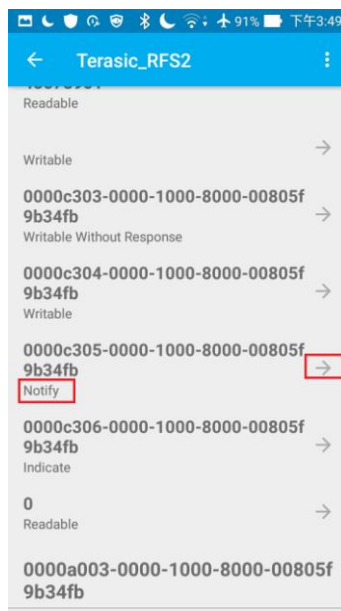 91% 下午3:49
Terasic_RFS2
Readable
Writable
0000c303-0000-1000-8000-00805f
9b34fb
Writable Without Response
0000c304-0000-1000-8000-00805f
9b34fb
Writable
0000c305-0000-1000-8000-00805f
9b34fb
Notify
0000c306-0000-1000-8000-00805f
9b34fb
Indicate
0
Readable
0000a003-0000-1000-8000-00805f
9b34fb